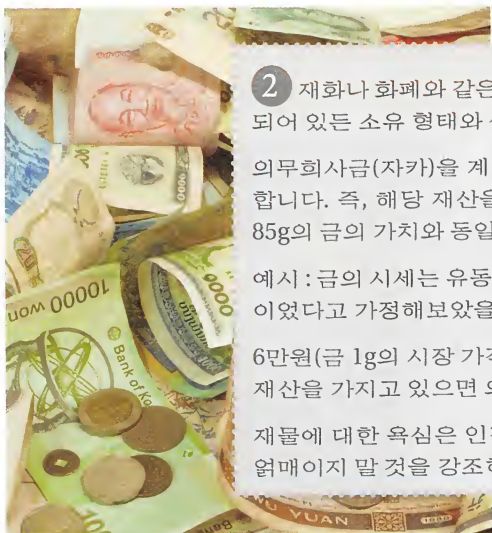 2 재화나 화폐와 같은
되어 있든 소유 형태와
의무희사금(자카)을 계
합니다. 즉, 해당 재산을
85g의 금의 가치와 동일
예시 : 금의 시세는 유동
이었다고 가정해보았을
6만원(금 1g의 시장 가격
재산을 가지고 있으면
재물에 대한 욕심은
얽매이지 말 것을 강조하
10000 won
Bank of Ko
0000
0000
YUAN